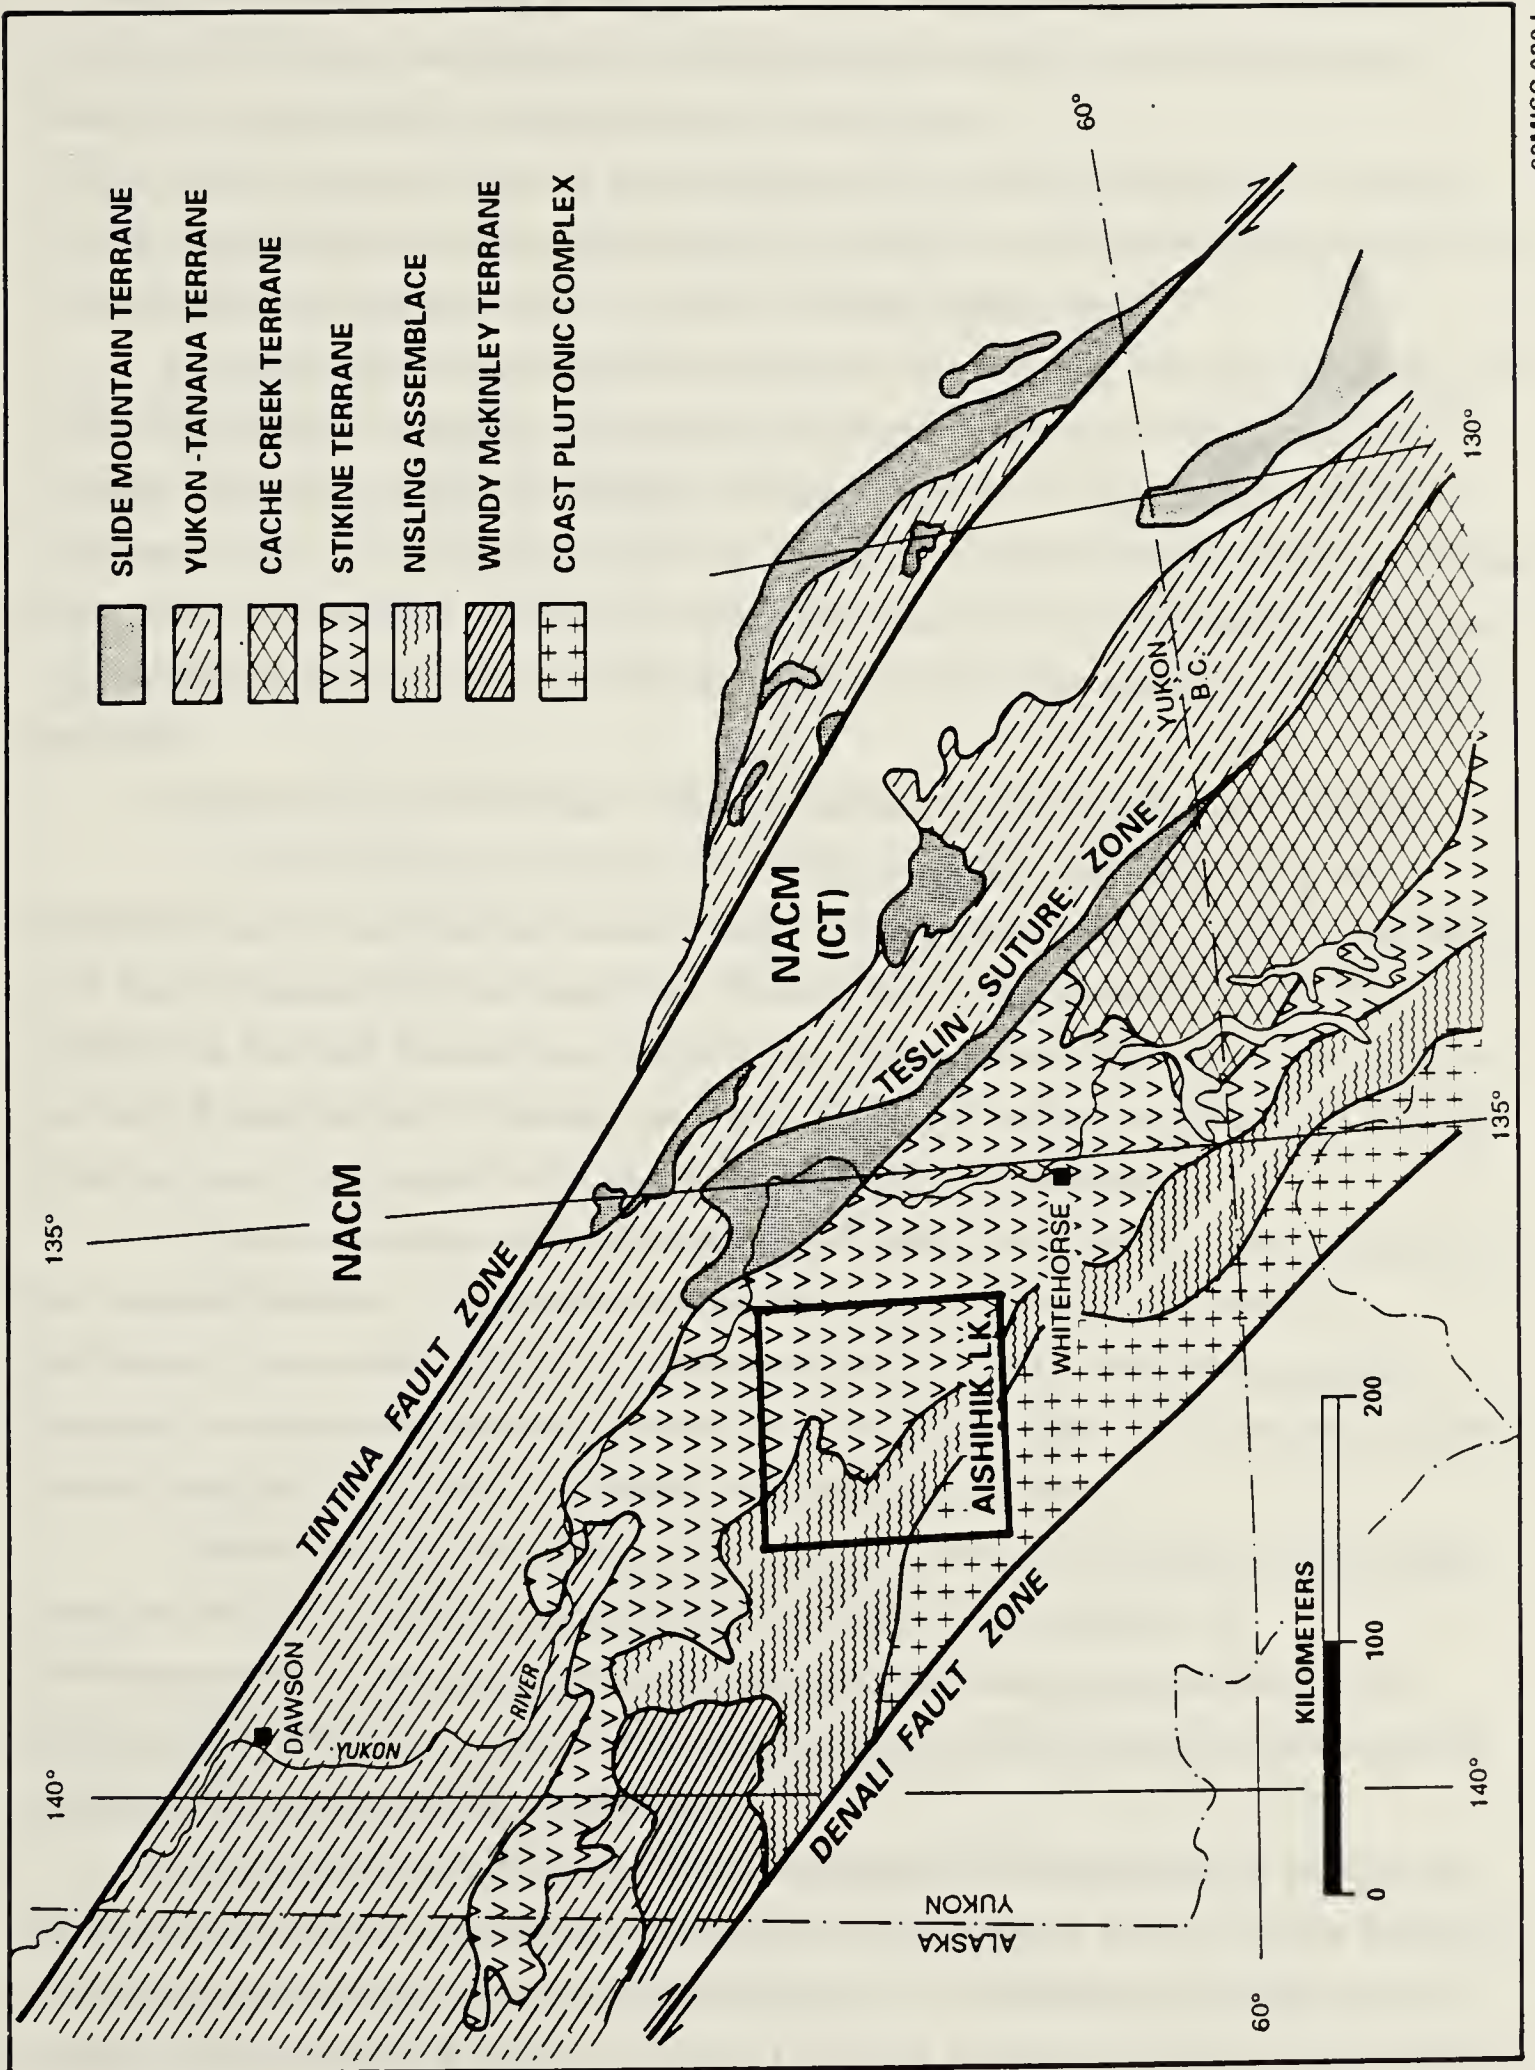 SLIDE MOUNTAIN TERRANE
YUKON -TANANA TERRANE
CACHE CREEK TERRANE
STIKINE TERRANE
NISLING ASSEMBLACE
WINDY McKINLEY TERRANE
COAST PLUTONIC COMPLEX
140°
135°
NACM
TINTINA FAULT ZONE
DAWSON
YUKON
RIVER
NACM
(CT)
TESLIN SUTURE ZONE
60°
YUKON
B.C.
AISHIHIK LK.
WHITEHORSE
DENALI FAULT ZONE
ALASKA
YUKON
60°
140°
135°
130°
KILOMETERS
0 100 200